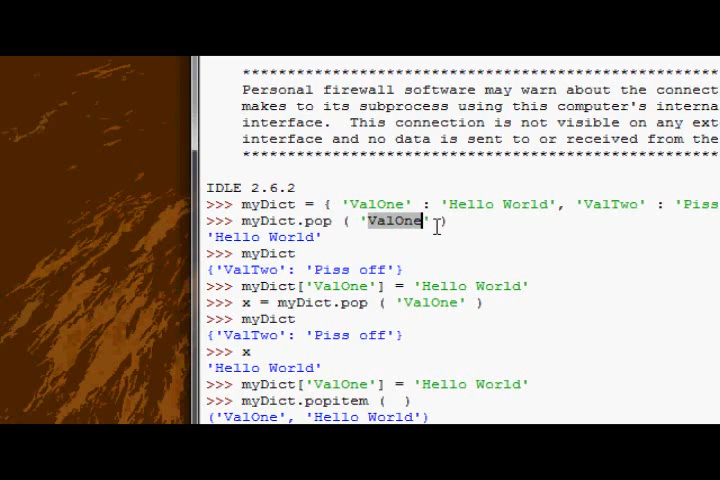 ****************************************************************
Personal firewall software may warn about the connect
makes to its subprocess using this computer's interna
interface. This connection is not visible on any ext
interface and no data is sent to or received from the
****************************************************************
IDLE 2.6.2
>>> myDict = { 'ValOne' : 'Hello World', 'ValTwo' : 'Piss
>>> myDict.pop ( 'ValOne' )
'Hello World'
>>> myDict
{'ValTwo': 'Piss off'}
>>> myDict['ValOne'] = 'Hello World'
>>> x = myDict.pop ( 'ValOne' )
>>> myDict
{'ValTwo': 'Piss off'}
>>> x
'Hello World'
>>> myDict['ValOne'] = 'Hello World'
>>> myDict.popitem (  )
('ValOne', 'Hello World')